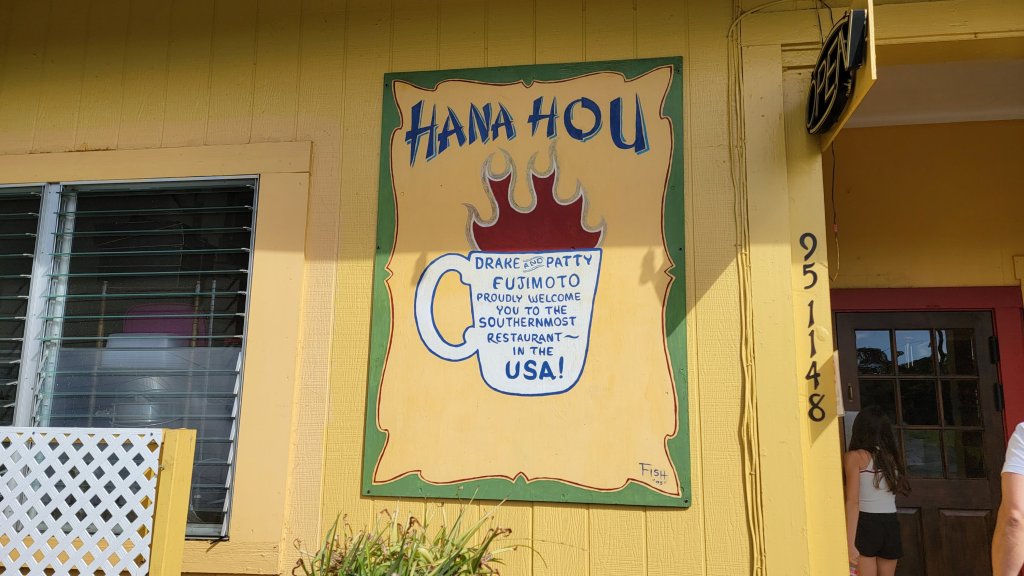 HANA HOU
DRAKE AND PATTY
FUJIMOTO
PROUDLY WELCOME
YOU TO THE
SOUTHERNMOST
RESTAURANT~
IN THE
USA!
FISH
OPEN
95 1148